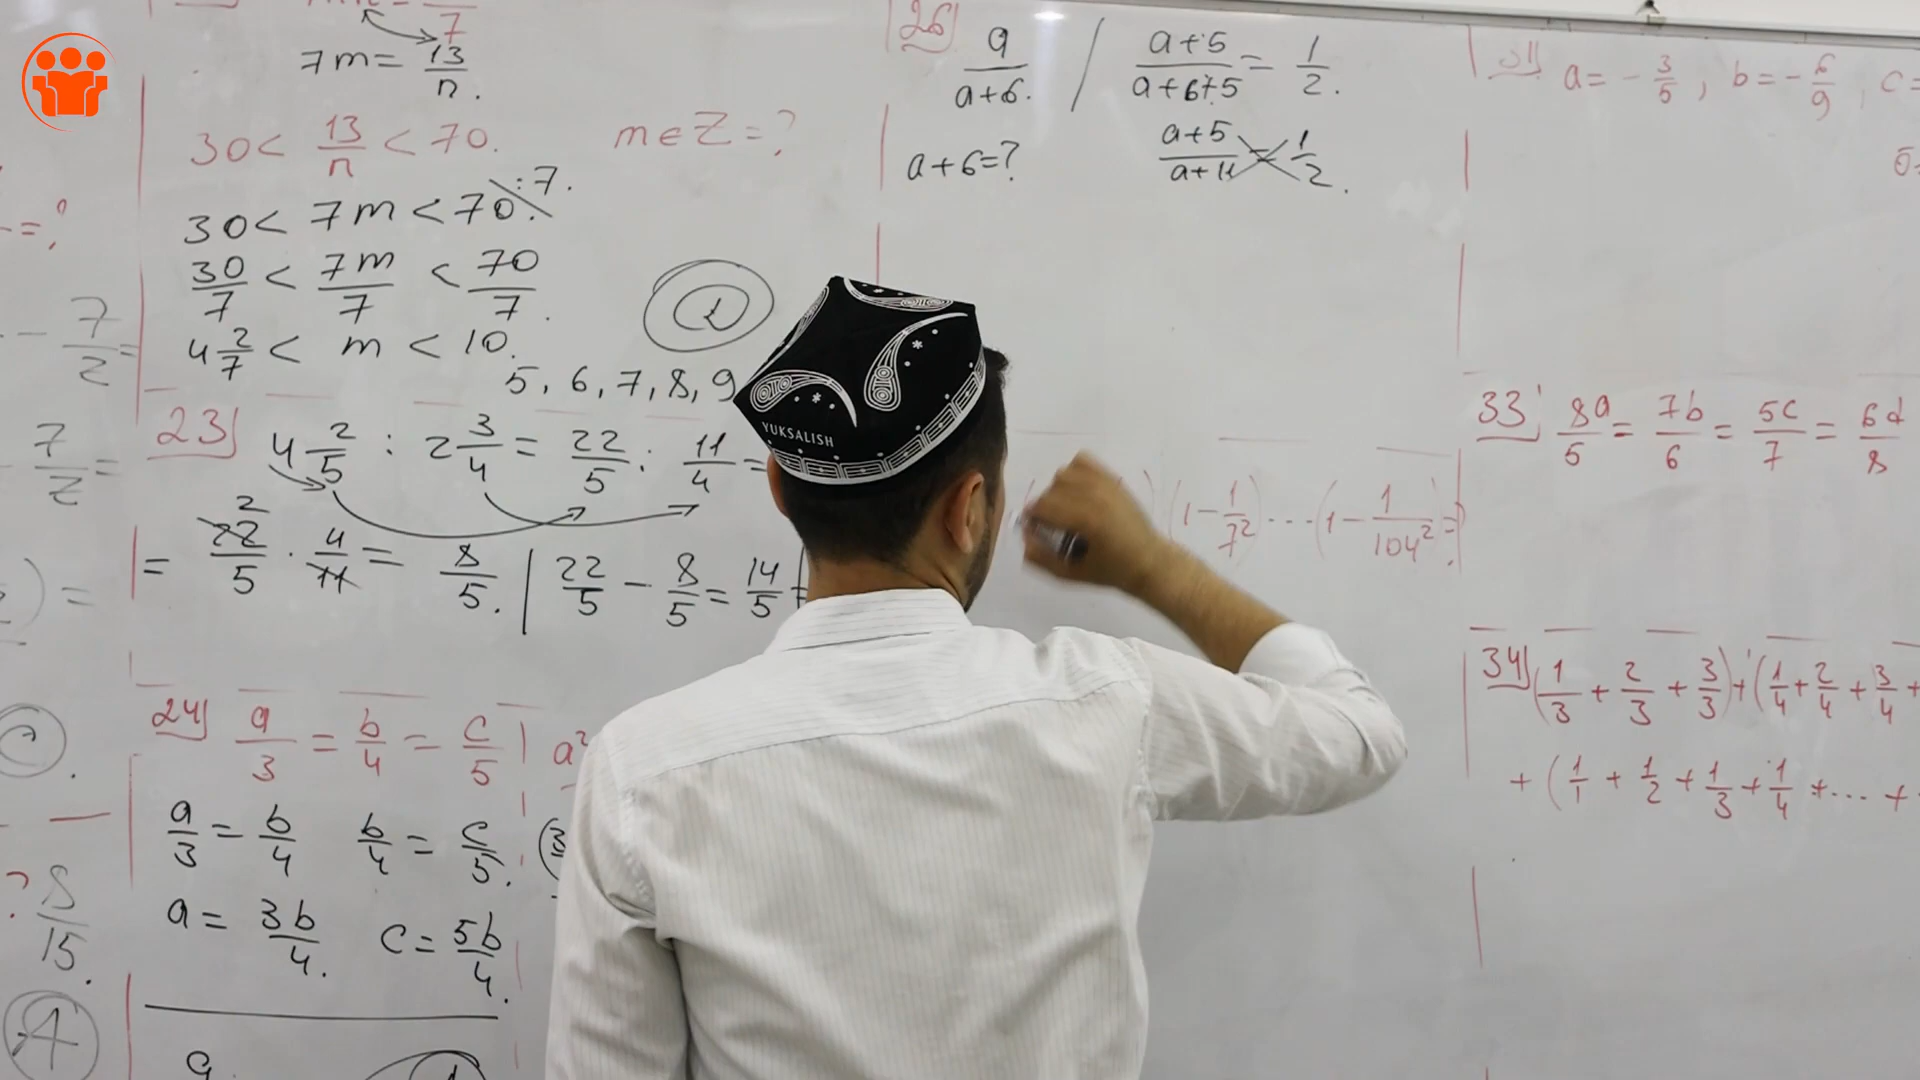 7m = 13/n.
30 < 13/n < 70. m ∈ Z = ?
30 < 7m < 70. :7.
30/7 < 7m/7 < 70/7.
4 2/7 < m < 10.
5, 6, 7, 8, 9
23) 4 2/5 : 2 3/4 = 22/5 : 11/4 =
= 22/5 · 4/11 = 8/5. | 22/5 - 8/5 = 14/5 =
2
24) a/3 = b/4 = c/5
a/3 = b/4 b/4 = c/5.
a = 3b/4. c = 5b/4.
8/15.
A
26) a/(a+6). / (a+5)/(a+6+5) = 1/2.
a+6=? (a+5)/(a+11) = 1/2.
YUKSALISH
(1 - 1/7²) .... (1 - 1/104²) = ?
31) a = - 3/5, b = - 5/9, c =
33) 8a/5 = 7b/6 = 5c/7 = 6d/8
34) (1/3 + 2/3 + 3/3) + (1/4 + 2/4 + 3/4 +
+ (1/1 + 1/2 + 1/3 + 1/4 + ... +